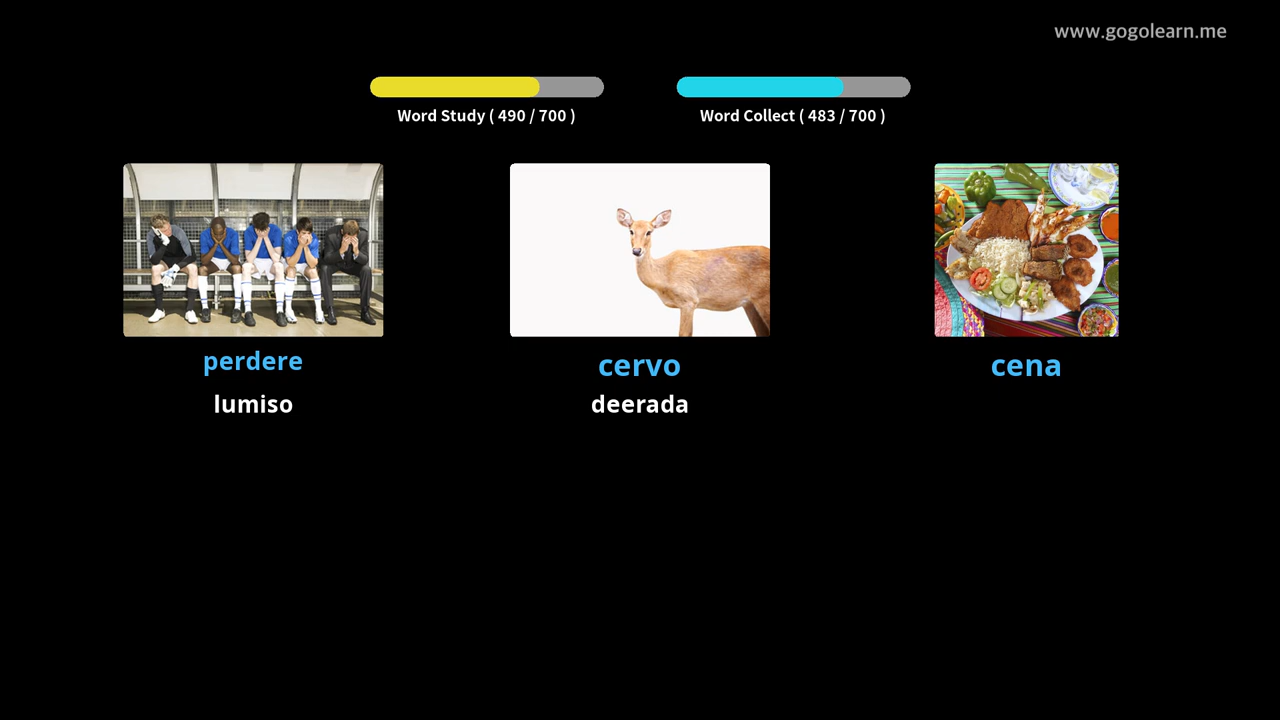 www.gogolearn.me
Word Study ( 490 / 700 )
Word Collect ( 483 / 700 )
perdere
cervo
cena
lumiso
deerada